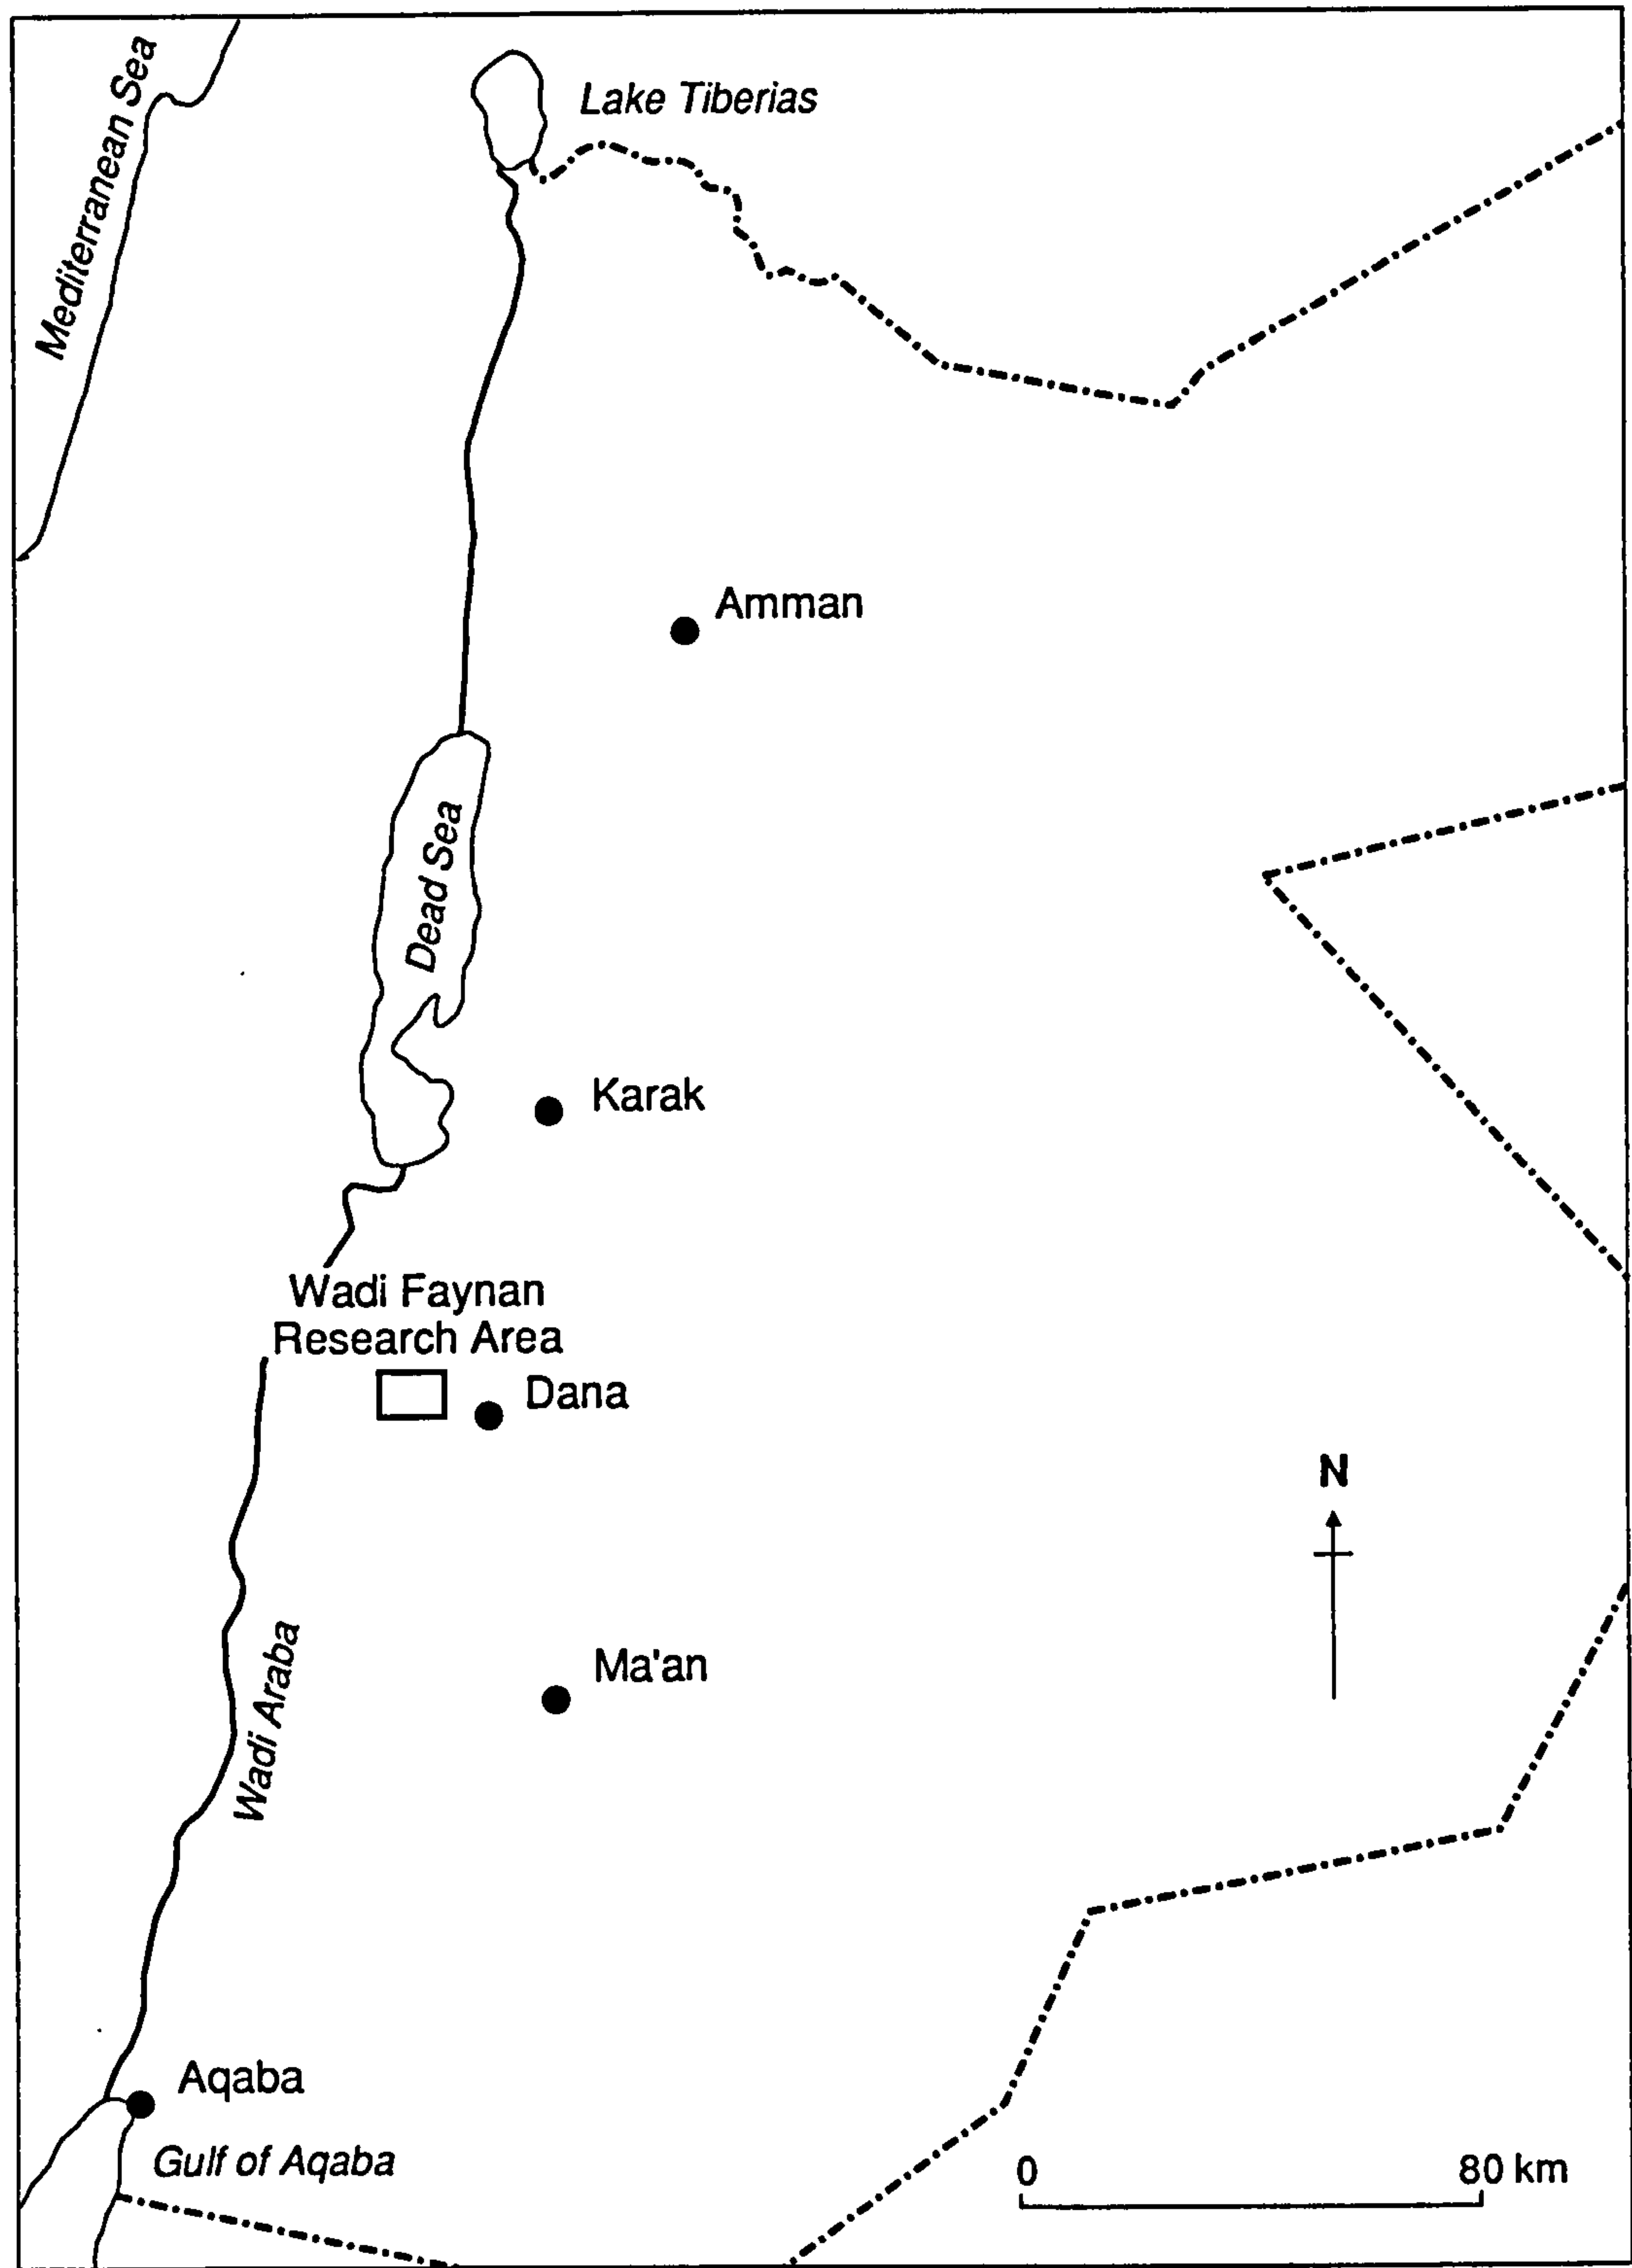 Mediterranean Sea
Lake Tiberias
Amman
Dead Sea
Karak
Wadi Faynan
Research Area
Dana
N
Ma'an
Wadi Araba
Aqaba
Gulf of Aqaba
0 80 km